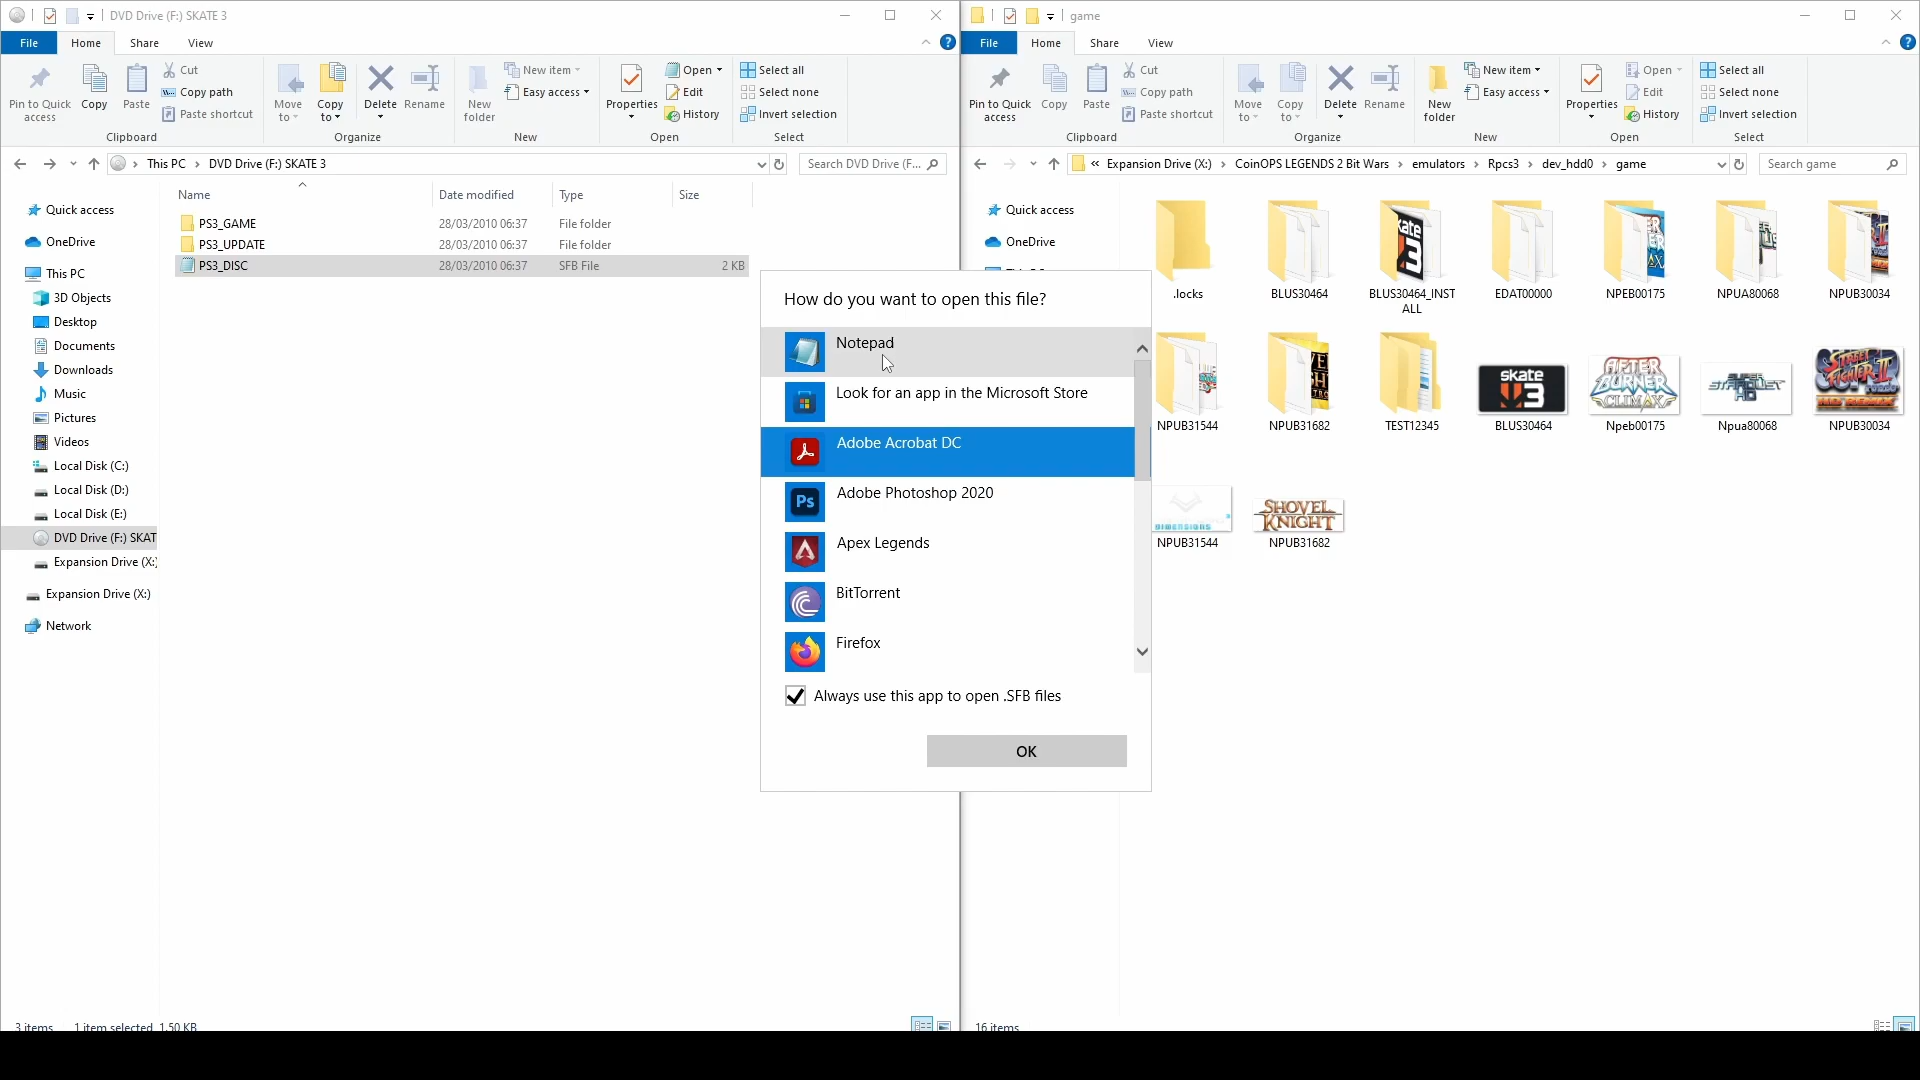 DVD Drive (F:) SKATE 3
File
Home
Share
View
Pin to Quick access
Copy
Paste
Cut
Copy path
Paste shortcut
Clipboard
Move to
Copy to
Delete
Rename
Organize
New folder
New item
Easy access
New
Properties
Open
Edit
History
Open
Select all
Select none
Invert selection
Select
This PC > DVD Drive (F:) SKATE 3
Search DVD Drive (F...
Name
Date modified
Type
Size
PS3_GAME 28/03/2010 06:37 File folder
PS3_UPDATE 28/03/2010 06:37 File folder
PS3_DISC 28/03/2010 06:37 SFB File 2 KB
Quick access
OneDrive
This PC
3D Objects
Desktop
Documents
Downloads
Music
Pictures
Videos
Local Disk (C:)
Local Disk (D:)
Local Disk (E:)
DVD Drive (F:) SKAT
Expansion Drive (X:)
Expansion Drive (X:)
Network
3 items 1 item selected 1.50 KB
How do you want to open this file?
Notepad
Look for an app in the Microsoft Store
Adobe Acrobat DC
Ps
Adobe Photoshop 2020
Apex Legends
BitTorrent
Firefox
Always use this app to open .SFB files
OK
game
File
Home
Share
View
Pin to Quick access
Copy
Paste
Cut
Copy path
Paste shortcut
Clipboard
Move to
Copy to
Delete
Rename
Organize
New folder
New item
Easy access
New
Properties
Open
Edit
History
Open
Select all
Select none
Invert selection
Select
« Expansion Drive (X:) > CoinOPS LEGENDS 2 Bit Wars > emulators > Rpcs3 > dev_hdd0 > game
Search game
Quick access
OneDrive
.locks
BLUS30464
BLUS30464_INST
ALL
EDAT00000
NPEB00175
NPUA80068
NPUB30034
NPUB31544
NPUB31682
TEST12345
skate 3
BLUS30464
AFTER BURNER CLIMAX
Npeb00175
SUPER STARDUST HD
Npua80068
STREET FIGHTER II
NPUB30034
DIMENSIONS
NPUB31544
SHOVEL KNIGHT
NPUB31682
16 items